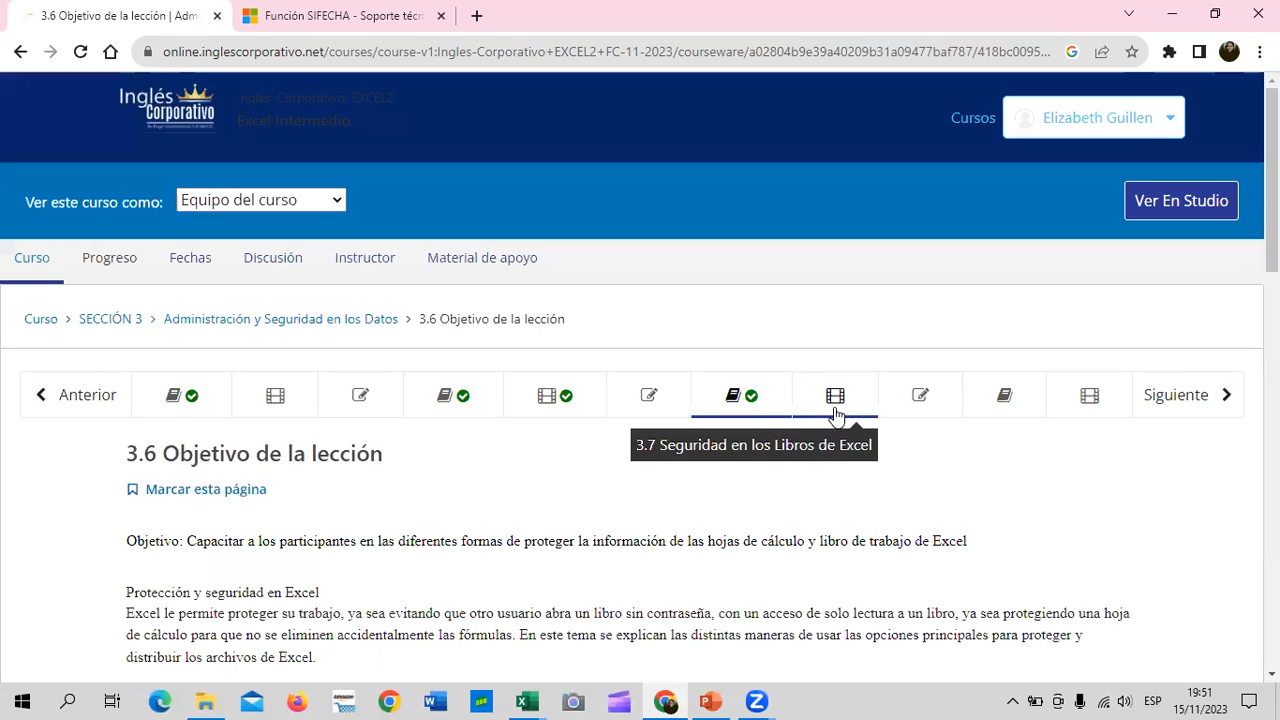 3.6 Objetivo de la lección | Adm
Función SIFECHA - Soporte téc
online.inglescorporativo.net/courses/course-v1:Ingles-Corporativo+EXCEL2+FC-11-2023/courseware/a02804b9e39a40209b31a09477baf787/418bc0095...
Inglés
Corporativo
Ingles-Corporativo: EXCEL2
Excel Intermedio
Cursos
Elizabeth Guillen
Ver este curso como:
Equipo del curso
Ver En Studio
Curso
Progreso
Fechas
Discusión
Instructor
Material de apoyo
Curso > SECCIÓN 3 > Administración y Seguridad en los Datos > 3.6 Objetivo de la lección
Anterior
Siguiente
3.7 Seguridad en los Libros de Excel
3.6 Objetivo de la lección
Marcar esta página
Objetivo: Capacitar a los participantes en las diferentes formas de proteger la información de las hojas de cálculo y libro de trabajo de Excel
Protección y seguridad en Excel
Excel le permite proteger su trabajo, ya sea evitando que otro usuario abra un libro sin contraseña, con un acceso de solo lectura a un libro, ya sea protegiendo una hoja
de cálculo para que no se eliminen accidentalmente las fórmulas. En este tema se explican las distintas maneras de usar las opciones principales para proteger y
distribuir los archivos de Excel.
ESP
19:51
15/11/2023